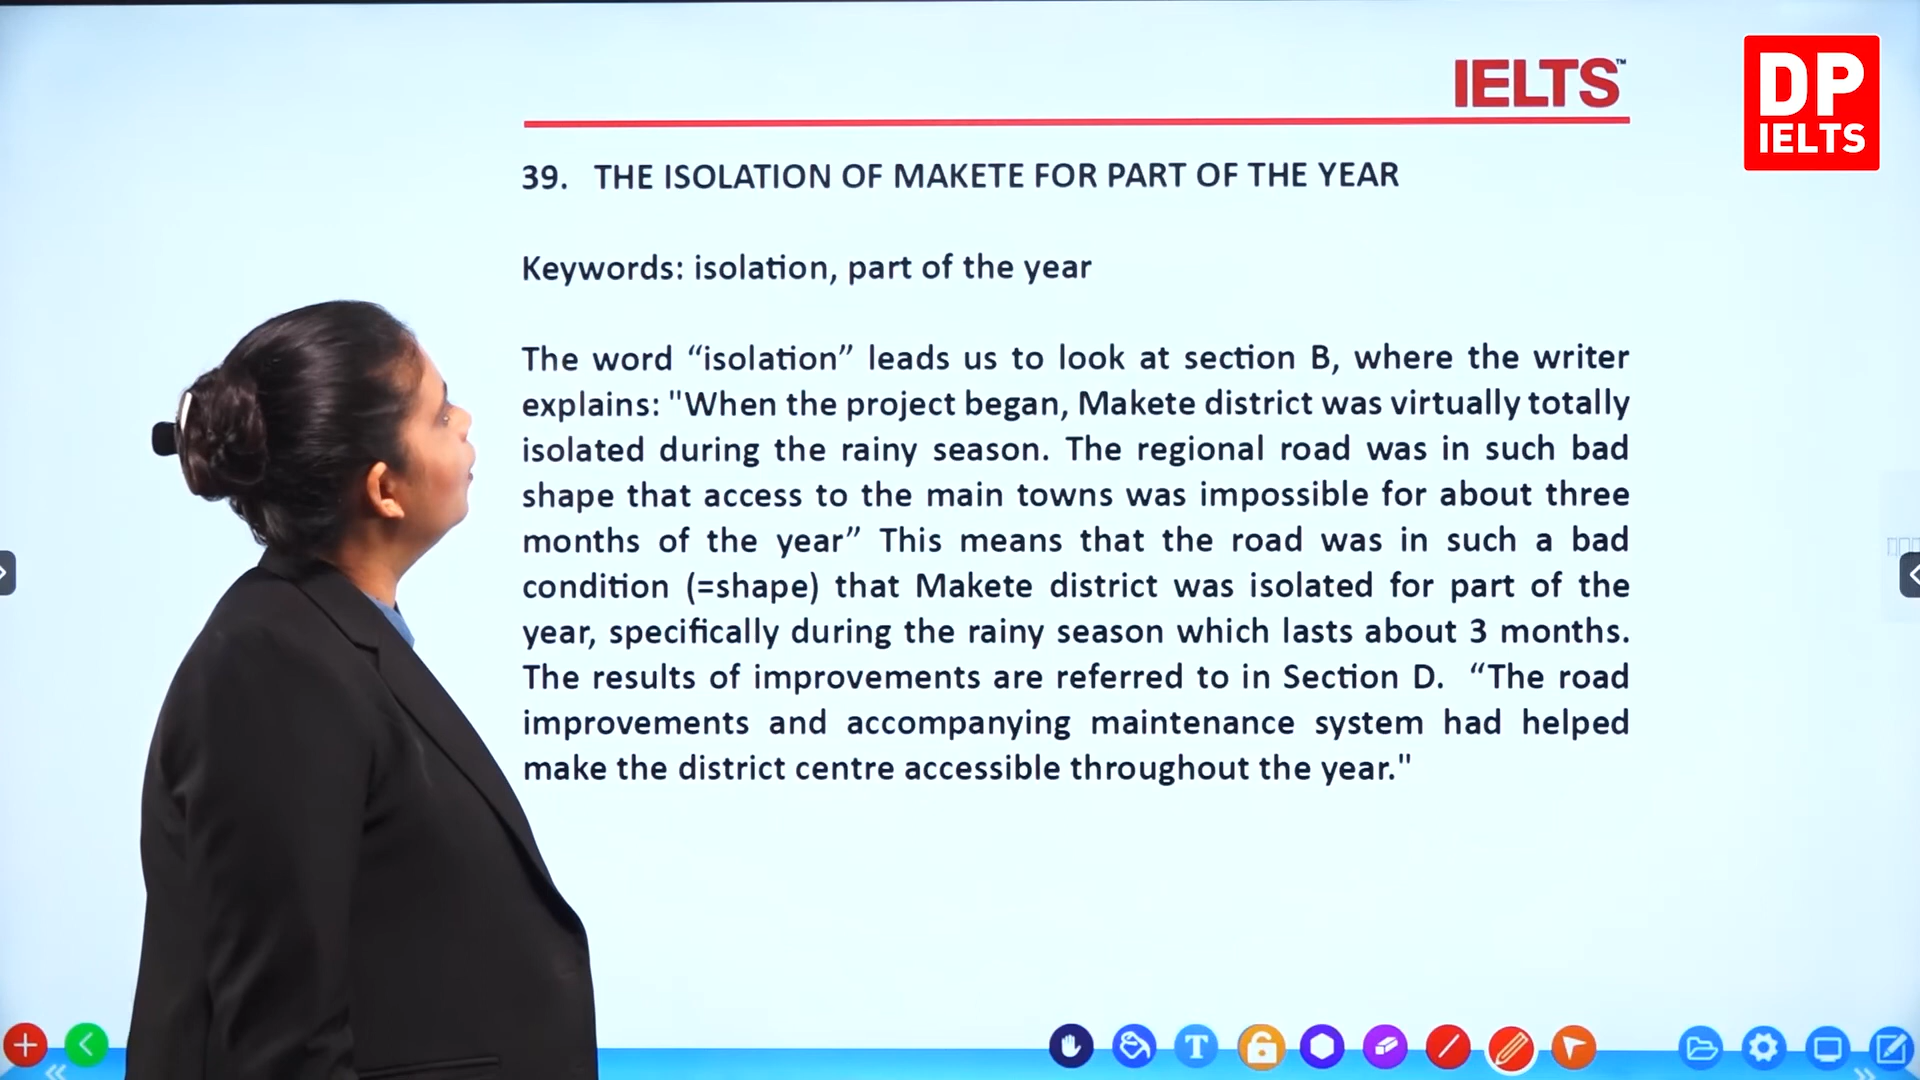 IELTS™
DP
IELTS
39. THE ISOLATION OF MAKETE FOR PART OF THE YEAR
Keywords: isolation, part of the year
The word “isolation” leads us to look at section B, where the writer
explains: "When the project began, Makete district was virtually totally
isolated during the rainy season. The regional road was in such bad
shape that access to the main towns was impossible for about three
months of the year” This means that the road was in such a bad
condition (=shape) that Makete district was isolated for part of the
year, specifically during the rainy season which lasts about 3 months.
The results of improvements are referred to in Section D. “The road
improvements and accompanying maintenance system had helped
make the district centre accessible throughout the year."
T